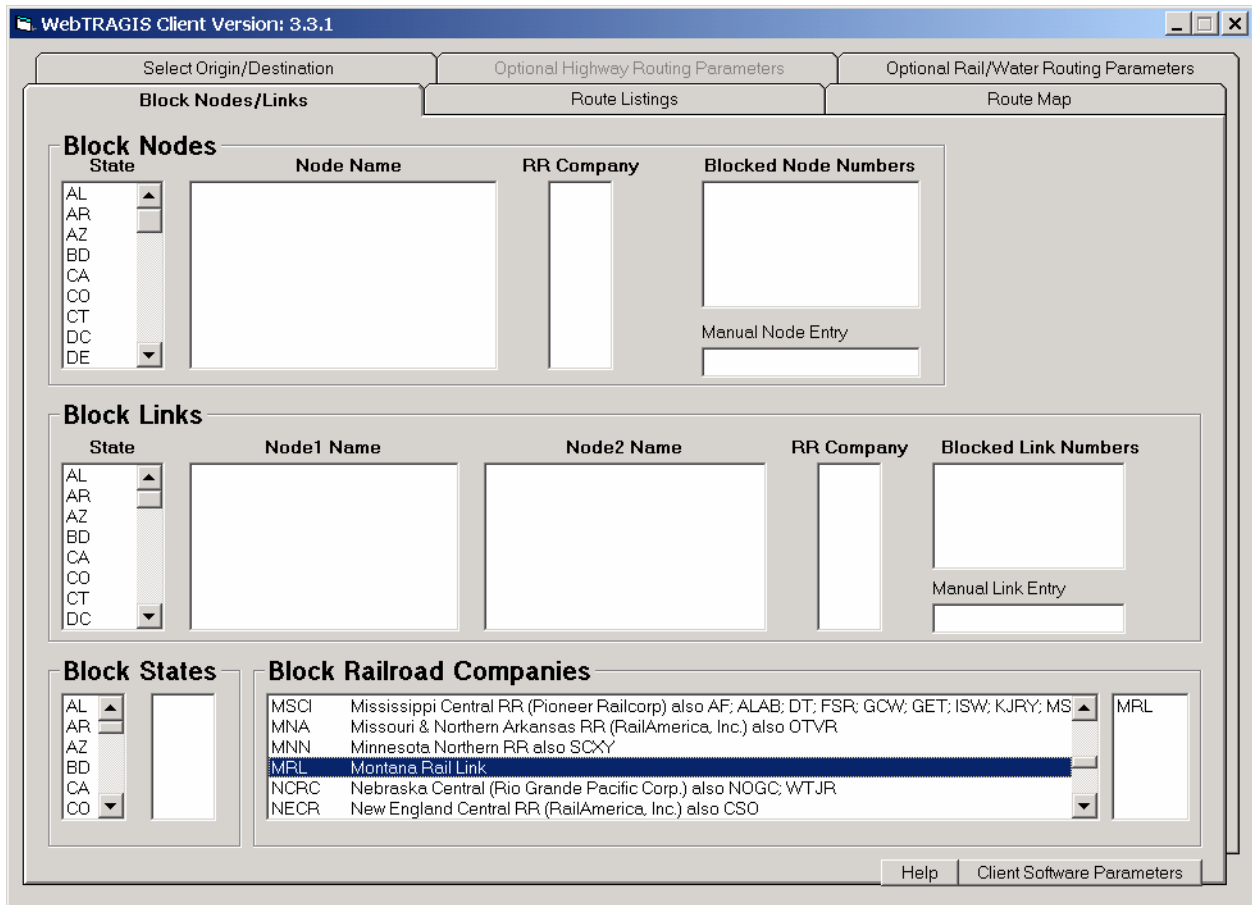 WebTRAGIS Client Version: 3.3.1
Select Origin/Destination
Optional Highway Routing Parameters
Optional Rail/Water Routing Parameters
Block Nodes/Links
Route Listings
Route Map
Block Nodes
State
Node Name
RR Company
Blocked Node Numbers
AL
AR
AZ
BD
CA
CO
CT
DC
DE
Manual Node Entry
Block Links
State
Node1 Name
Node2 Name
RR Company
Blocked Link Numbers
AL
AR
AZ
BD
CA
CO
CT
DC
Manual Link Entry
Block States
AL
AR
AZ
BD
CA
CO
Block Railroad Companies
MSCI Mississippi Central RR (Pioneer Railcorp) also AF; ALAB; DT; FSR; GCW; GET; ISW; KJRY; MS
MNA Missouri & Northern Arkansas RR (RailAmerica, Inc.) also OTVR
MNN Minnesota Northern RR also SCXY
MRL Montana Rail Link
NCRC Nebraska Central (Rio Grande Pacific Corp.) also NOGC; WTJR
NECR New England Central RR (RailAmerica, Inc.) also CSO
MRL
Help
Client Software Parameters